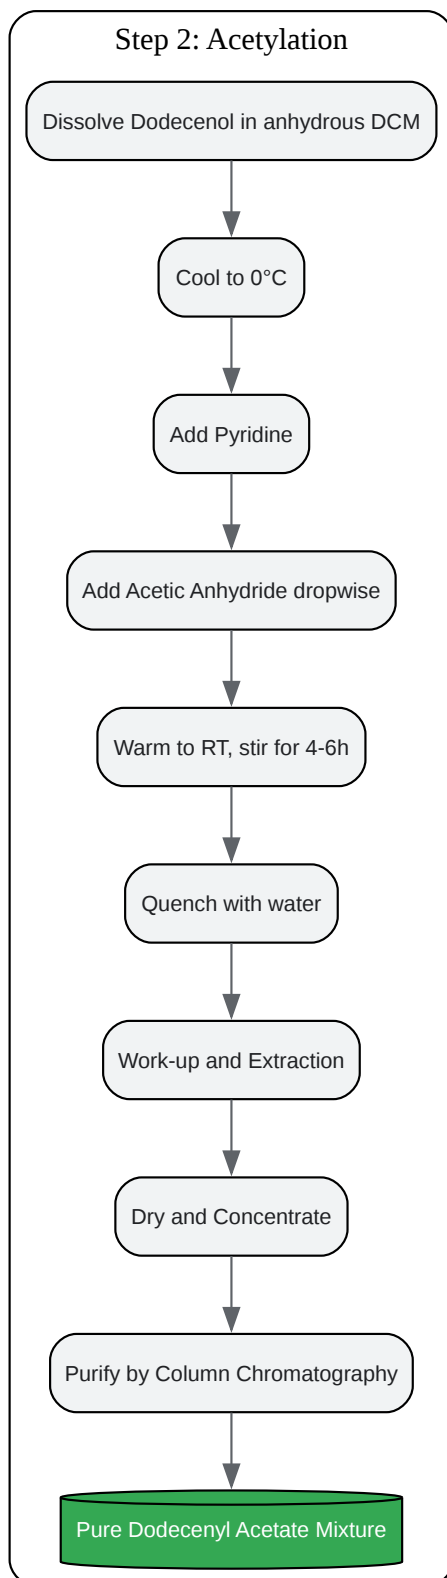 Step 2: Acetylation
Dissolve Dodecenol in anhydrous DCM
Cool to 0°C
Add Pyridine
Add Acetic Anhydride dropwise
Warm to RT, stir for 4-6h
Quench with water
Work-up and Extraction
Dry and Concentrate
Purify by Column Chromatography
Pure Dodecenyl Acetate Mixture